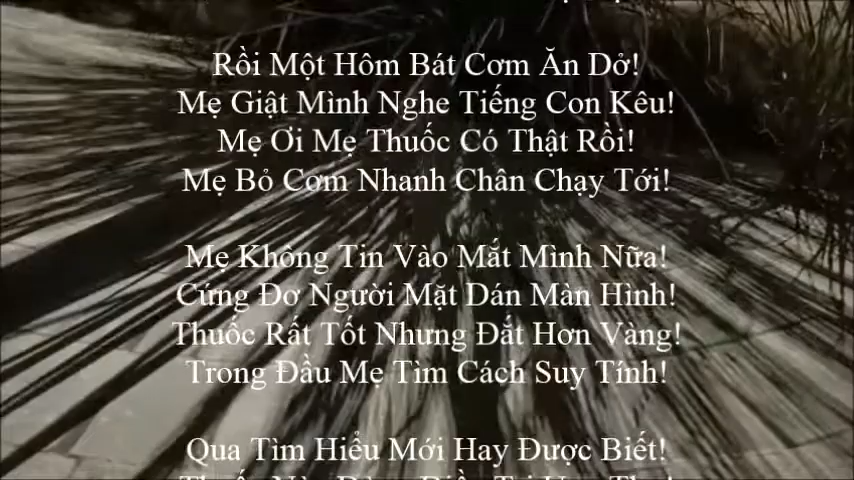 Rồi Một Hôm Bát Cơm Ăn Dở!
Mẹ Giật Mình Nghe Tiếng Con Kêu!
Mẹ Ơi Mẹ Thuốc Có Thật Rồi!
Mẹ Bỏ Cơm Nhanh Chân Chạy Tới!
Mẹ Không Tin Vào Mắt Mình Nữa!
Cứng Đơ Người Mặt Dán Màn Hình!
Thuốc Rất Tốt Nhưng Đắt Hơn Vàng!
Trong Đầu Mẹ Tìm Cách Suy Tính!
Qua Tìm Hiểu Mới Hay Được Biết!